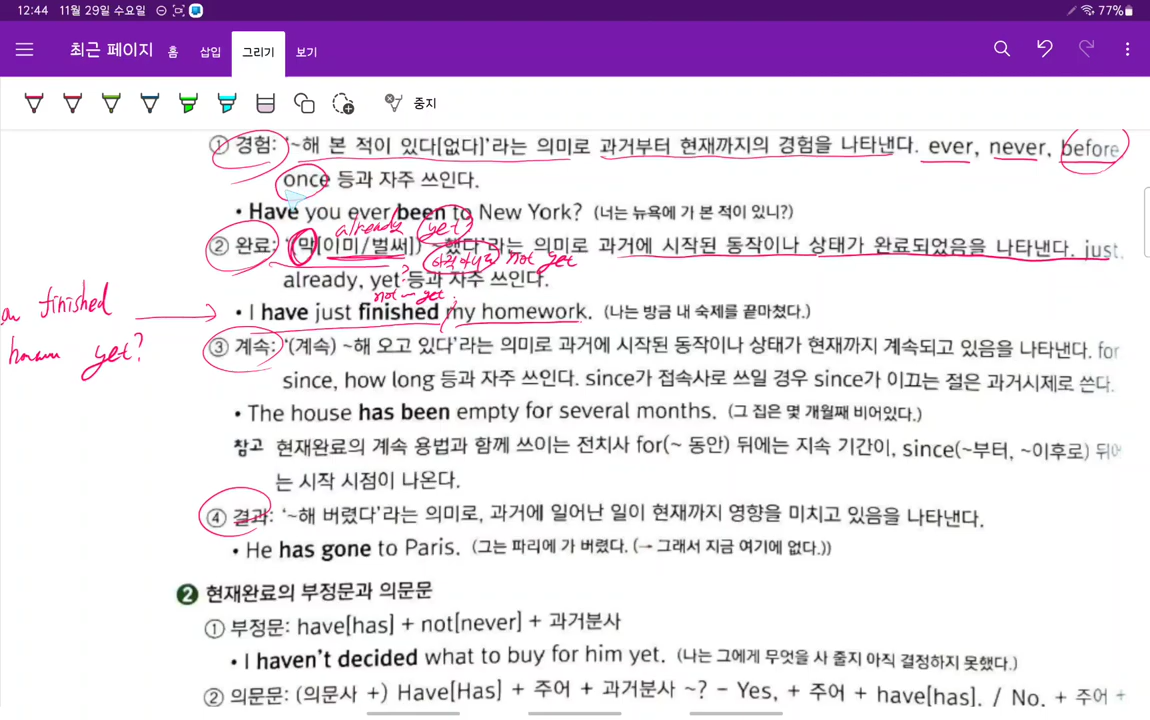 12:44 11월 29일 수요일 77%
최근 페이지 홈 삽입 그리기 보기
중지
① 경험: '~해 본 적이 있다[없다]'라는 의미로 과거부터 현재까지의 경험을 나타낸다. ever, never, before
once 등과 자주 쓰인다.
• Have you ever been to New York? (너는 뉴욕에 가 본 적이 있니?)
already yet?
② 완료: '(막[이미/벌써]) ~했다'라는 의미로 과거에 시작된 동작이나 상태가 완료되었음을 나타낸다. just,
not yet
already, yet 등과 자주 쓰인다.
finished
not ~ yet.
• I have just finished my homework. (나는 방금 내 숙제를 끝마쳤다.)
yet?
③ 계속: '(계속) ~해 오고 있다'라는 의미로 과거에 시작된 동작이나 상태가 현재까지 계속되고 있음을 나타낸다. for
since, how long 등과 자주 쓰인다. since가 접속사로 쓰일 경우 since가 이끄는 절은 과거시제로 쓴다.
• The house has been empty for several months. (그 집은 몇 개월째 비어있다.)
참고 현재완료의 계속 용법과 함께 쓰이는 전치사 for(~ 동안) 뒤에는 지속 기간이, since(~부터, ~이후로) 뒤에
는 시작 시점이 나온다.
④ 결과: '~해 버렸다'라는 의미로, 과거에 일어난 일이 현재까지 영향을 미치고 있음을 나타낸다.
• He has gone to Paris. (그는 파리에 가 버렸다. (→ 그래서 지금 여기에 없다.))
2 현재완료의 부정문과 의문문
① 부정문: have[has] + not[never] + 과거분사
• I haven't decided what to buy for him yet. (나는 그에게 무엇을 사 줄지 아직 결정하지 못했다.)
② 의문문: (의문사 +) Have[Has] + 주어 + 과거분사 ~? - Yes, + 주어 + have[has]. / No, + 주어 +